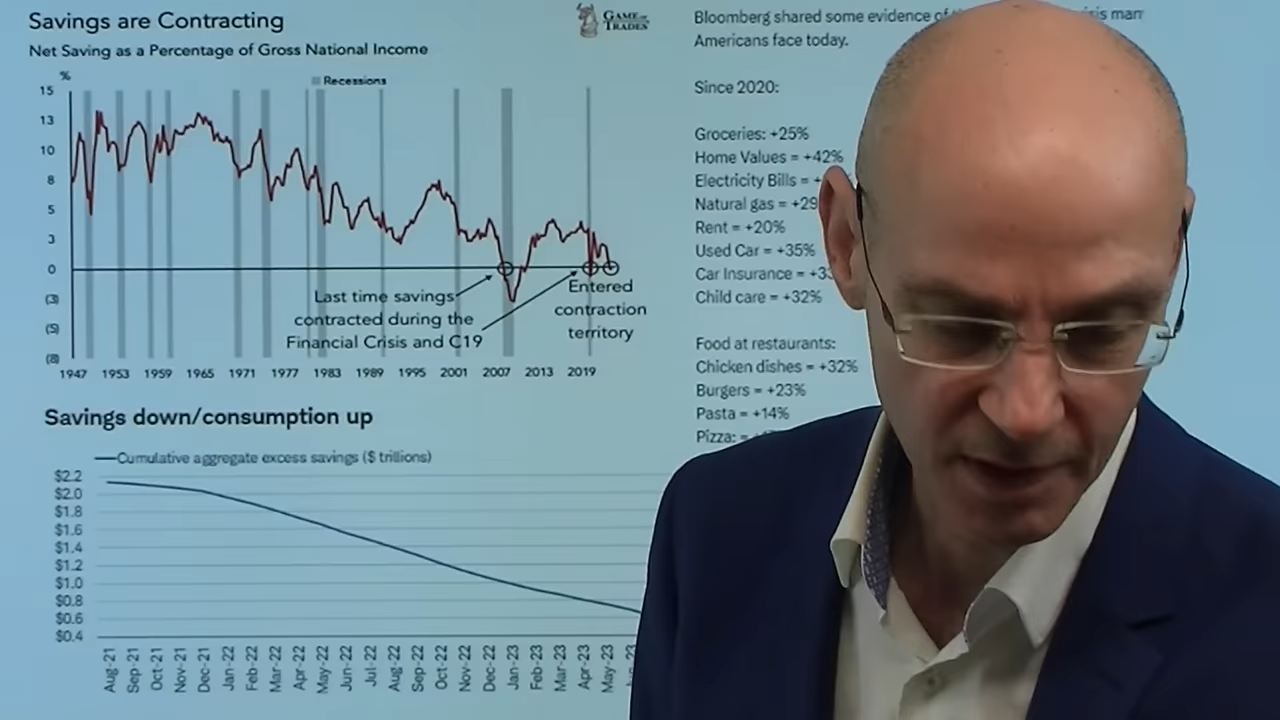 Savings are Contracting
GAME OF
TRADES
Net Saving as a Percentage of Gross National Income
%
Recessions
15
13
10
8
5
3
0
(3)
(5)
(8)
Last time savings
contracted during the
Financial Crisis and C19
Entered
contraction
territory
1947 1953 1959 1965 1971 1977 1983 1989 1995 2001 2007 2013 2019
Savings down/consumption up
Cumulative aggregate excess savings ($ trillions)
$2.2
$2.0
$1.8
$1.6
$1.4
$1.2
$1.0
$0.8
$0.6
$0.4
Aug-21 Sep-21 Oct-21 Nov-21 Dec-21 Jan-22 Feb-22 Mar-22 Apr-22 May-22 Jun-22 Jul-22 Aug-22 Sep-22 Oct-22 Nov-22 Dec-22 Jan-23 Feb-23 Mar-23 Apr-23 May-23
Bloomberg shared some evidence of
Americans face today.
Since 2020:
Groceries: +25%
Home Values = +42%
Electricity Bills = +
Natural gas = +29
Rent = +20%
Used Car = +35%
Car Insurance = +33
Child care = +32%
Food at restaurants:
Chicken dishes = +32%
Burgers = +23%
Pasta = +14%
Pizza: =